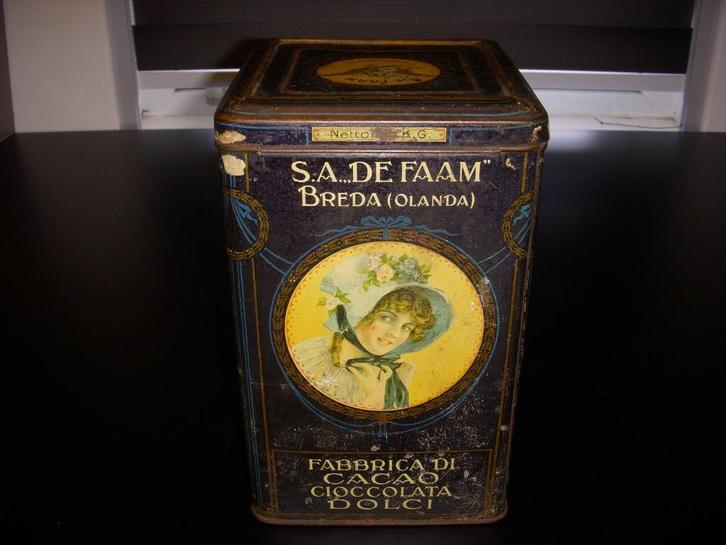 Netto K.G.
S.A. „DE FAAM"
BREDA (OLANDA)
FABBRICA DI
CACAO
CIOCCOLATA
DOLCI